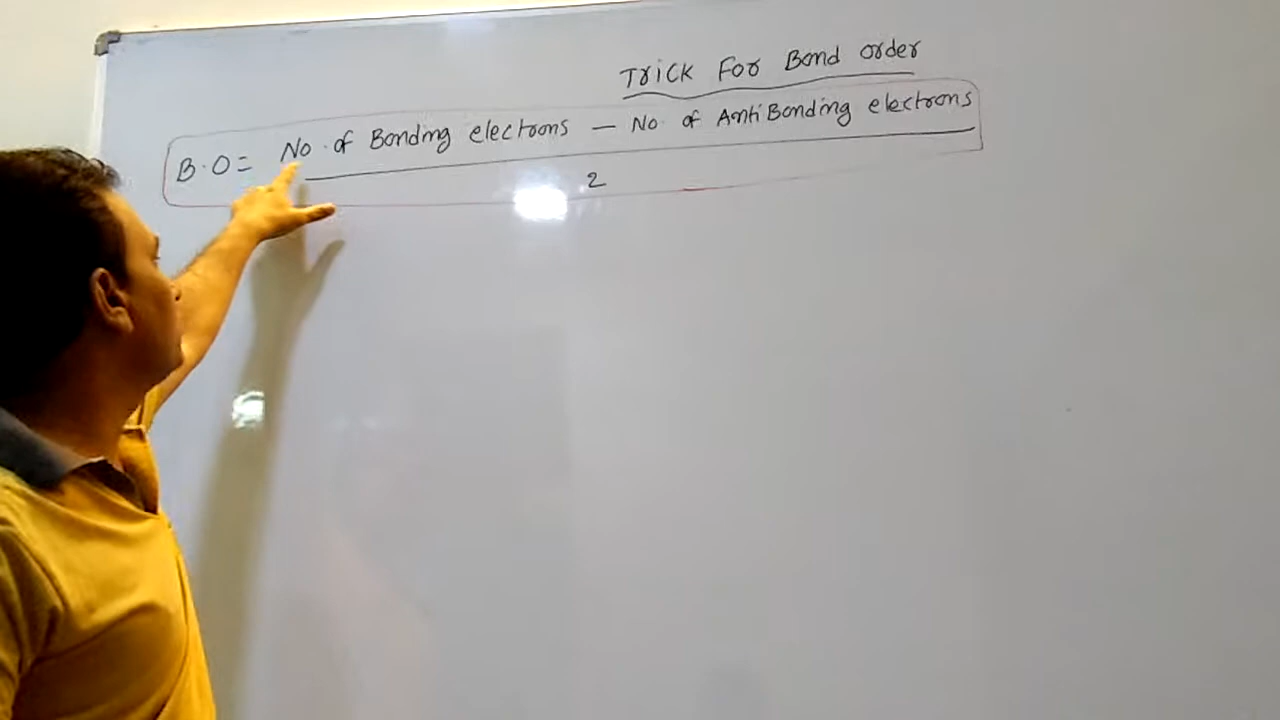 Trick For Bond order
B.O = No. of Bonding electrons — No. of AntiBonding electrons
2